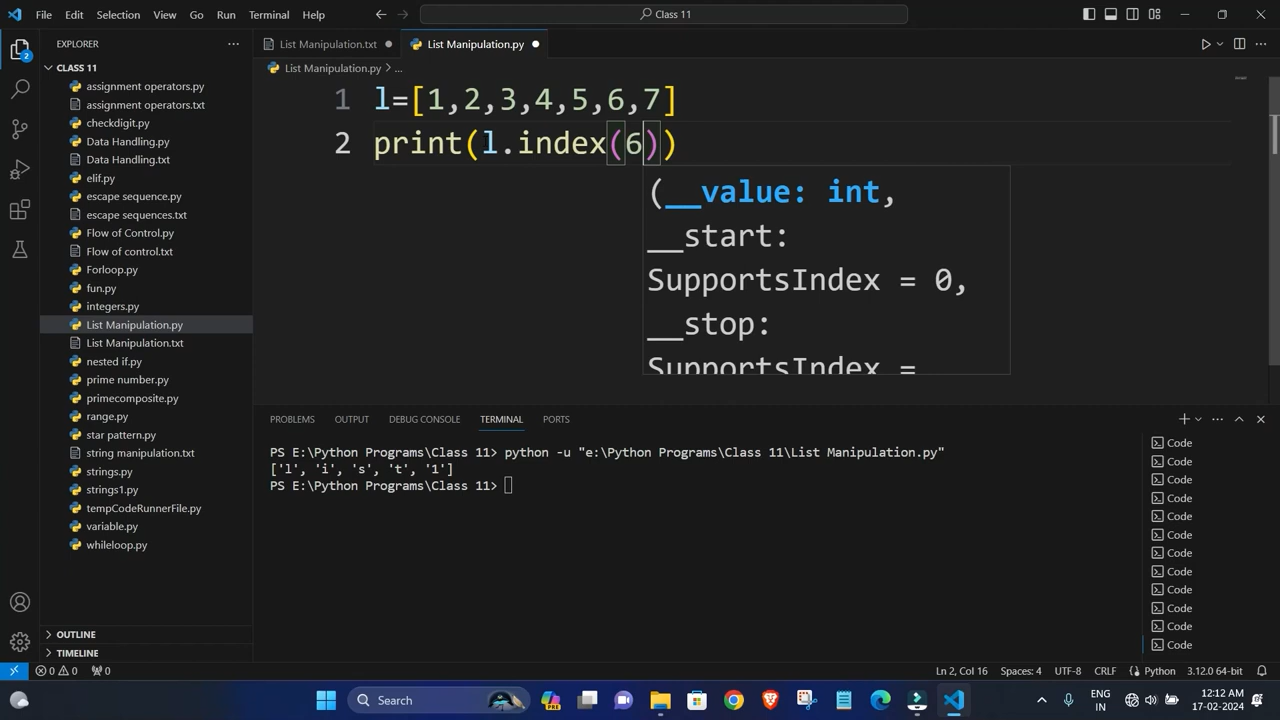 File Edit Selection View Go Run Terminal Help Class 11
EXPLORER
CLASS 11
assignment operators.py
assignment operators.txt
checkdigit.py
Data Handling.py
Data Handling.txt
elif.py
escape sequence.py
escape sequences.txt
Flow of Control.py
Flow of control.txt
Forloop.py
fun.py
integers.py
List Manipulation.py
List Manipulation.txt
nested if.py
prime number.py
primecomposite.py
range.py
star pattern.py
string manipulation.txt
strings.py
strings1.py
tempCodeRunnerFile.py
variable.py
whileloop.py
OUTLINE
TIMELINE
2
List Manipulation.txt List Manipulation.py
List Manipulation.py > ...
1 l=[1,2,3,4,5,6,7]
2 print(l.index(6))
(__value: int,
__start:
SupportsIndex = 0,
__stop:
SupportsIndex =
PROBLEMS OUTPUT DEBUG CONSOLE TERMINAL PORTS
PS E:\Python Programs\Class 11> python -u "e:\Python Programs\Class 11\List Manipulation.py"
['l', 'i', 's', 't', '1']
PS E:\Python Programs\Class 11>
Code
Code
Code
Code
Code
Code
Code
Code
Code
Code
Code
Code
0 0 0 Ln 2, Col 16 Spaces: 4 UTF-8 CRLF Python 3.12.0 64-bit
Search PRE ENG IN 12:12 AM 17-02-2024